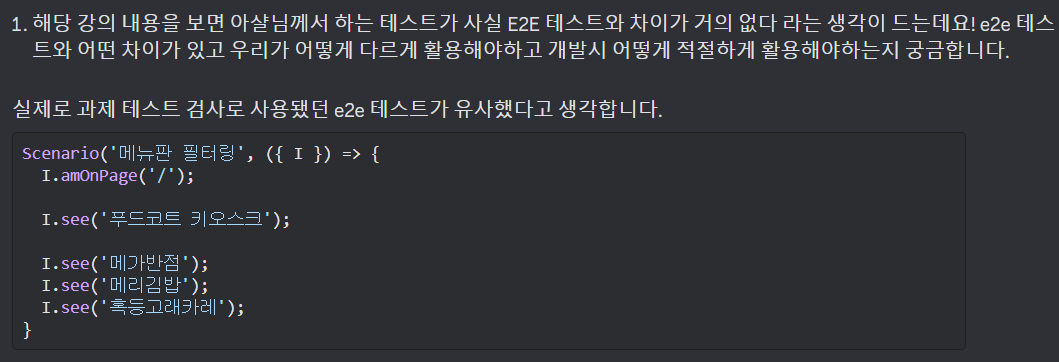 1. 해당 강의 내용을 보면 아샬님께서 하는 테스트가 사실 E2E 테스트와 차이가 거의 없다 라는 생각이 드는데요! e2e 테스
트와 어떤 차이가 있고 우리가 어떻게 다르게 활용해야하고 개발시 어떻게 적절하게 활용해야하는지 궁금합니다.
실제로 과제 테스트 검사로 사용됐던 e2e 테스트가 유사했다고 생각합니다.
Scenario('메뉴판 필터링', ({ I }) => {
I.amOnPage('/');
I.see('푸드코트 키오스크');
I.see('메가반점');
I.see('메리김밥');
I.see('혹등고래카레');
}